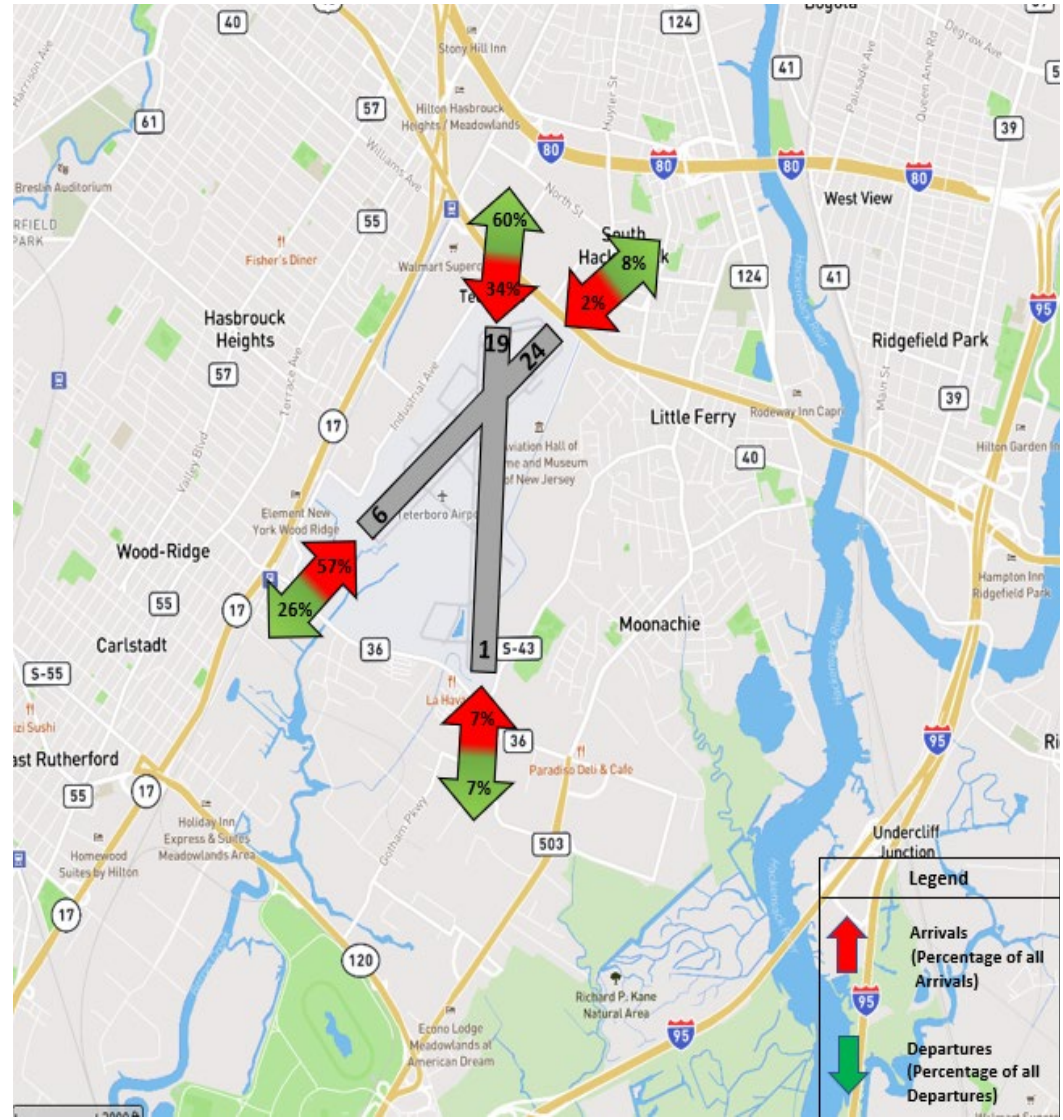 Bogota
40
124
Degraw Ave
Harrison Ave
Stony Hill Inn
41
Palisade Ave
Queen Anne Rd
57
61
Hilton Hasbrouck
Heights / Meadowlands
Huyler St
39
80
Williams Ave
80
80
80
Breslin Auditorium
North St
West View
55
60%
PARK
Fisher's Diner
South
8%
Walmart
34%
2%
124
41
Hackensack River
95
Hasbrouck
Heights
19
24
Ridgefield Park
57
Industrial Ave
Terrace Ave
Main St
39
17
Little Ferry
Rodeway Inn Capri
Valley Blvd
Aviation Hall of
Fame and Museum
of New Jersey
Hilton Garden
40
Element New
York Wood Ridge
6
Teterboro
Wood-Ridge
57%
Hampton Inn
Ridgefield Park
55
26%
17
Moonachie
Carlstadt
36
1
S-43
Hackensack River
S-55
La
7%
36
95
East Rutherford
Paradiso Deli & Cafe
55
17
7%
Gotham Pkwy
Holiday Inn
Express & Suites
Meadowlands Area
503
Homewood
Suites by Hilton
Undercliff
Junction
Legend
17
Arrivals
(Percentage of all
Arrivals)
120
Richard P. Kane
Natural Area
95
95
Econo Lodge
Meadowlands at
American Dream
Departures
(Percentage of all
Departures)